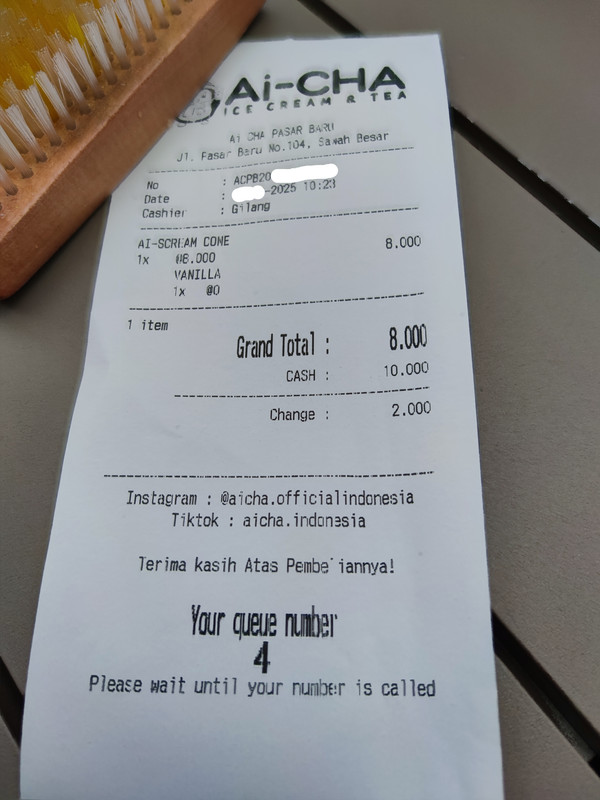 Ai-CHA
ICE CREAM & TEA
Ai CHA PASAR BARU
Jl. Pasar Baru No.104, Sawah Besar
No : ACPB20
Date : -2025 10:23
Cashier : Gilang
AI-SCREAM CONE 8.000
1x @8.000
VANILLA
1x @0
1 item
Grand Total : 8.000
CASH : 10.000
Change : 2.000
Instagram : @aicha.officialindonesia
Tiktok : aicha.indonesia
Terima kasih Atas Pembeliannya!
Your queue number
4
Please wait until your number is called